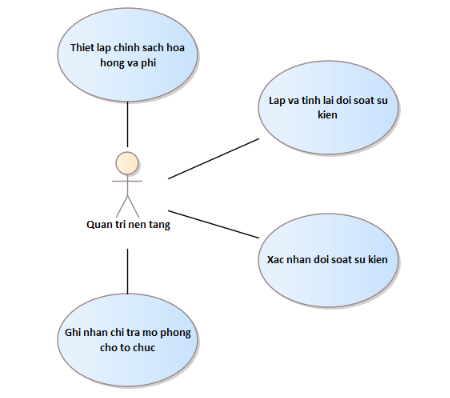 Thiet lap chinh sach hoa
hong va phi
Lap va tinh lai doi soat su
kien
Quan tri nen tang
Xac nhan doi soat su kien
Ghi nhan chi tra mo phong
cho to chuc